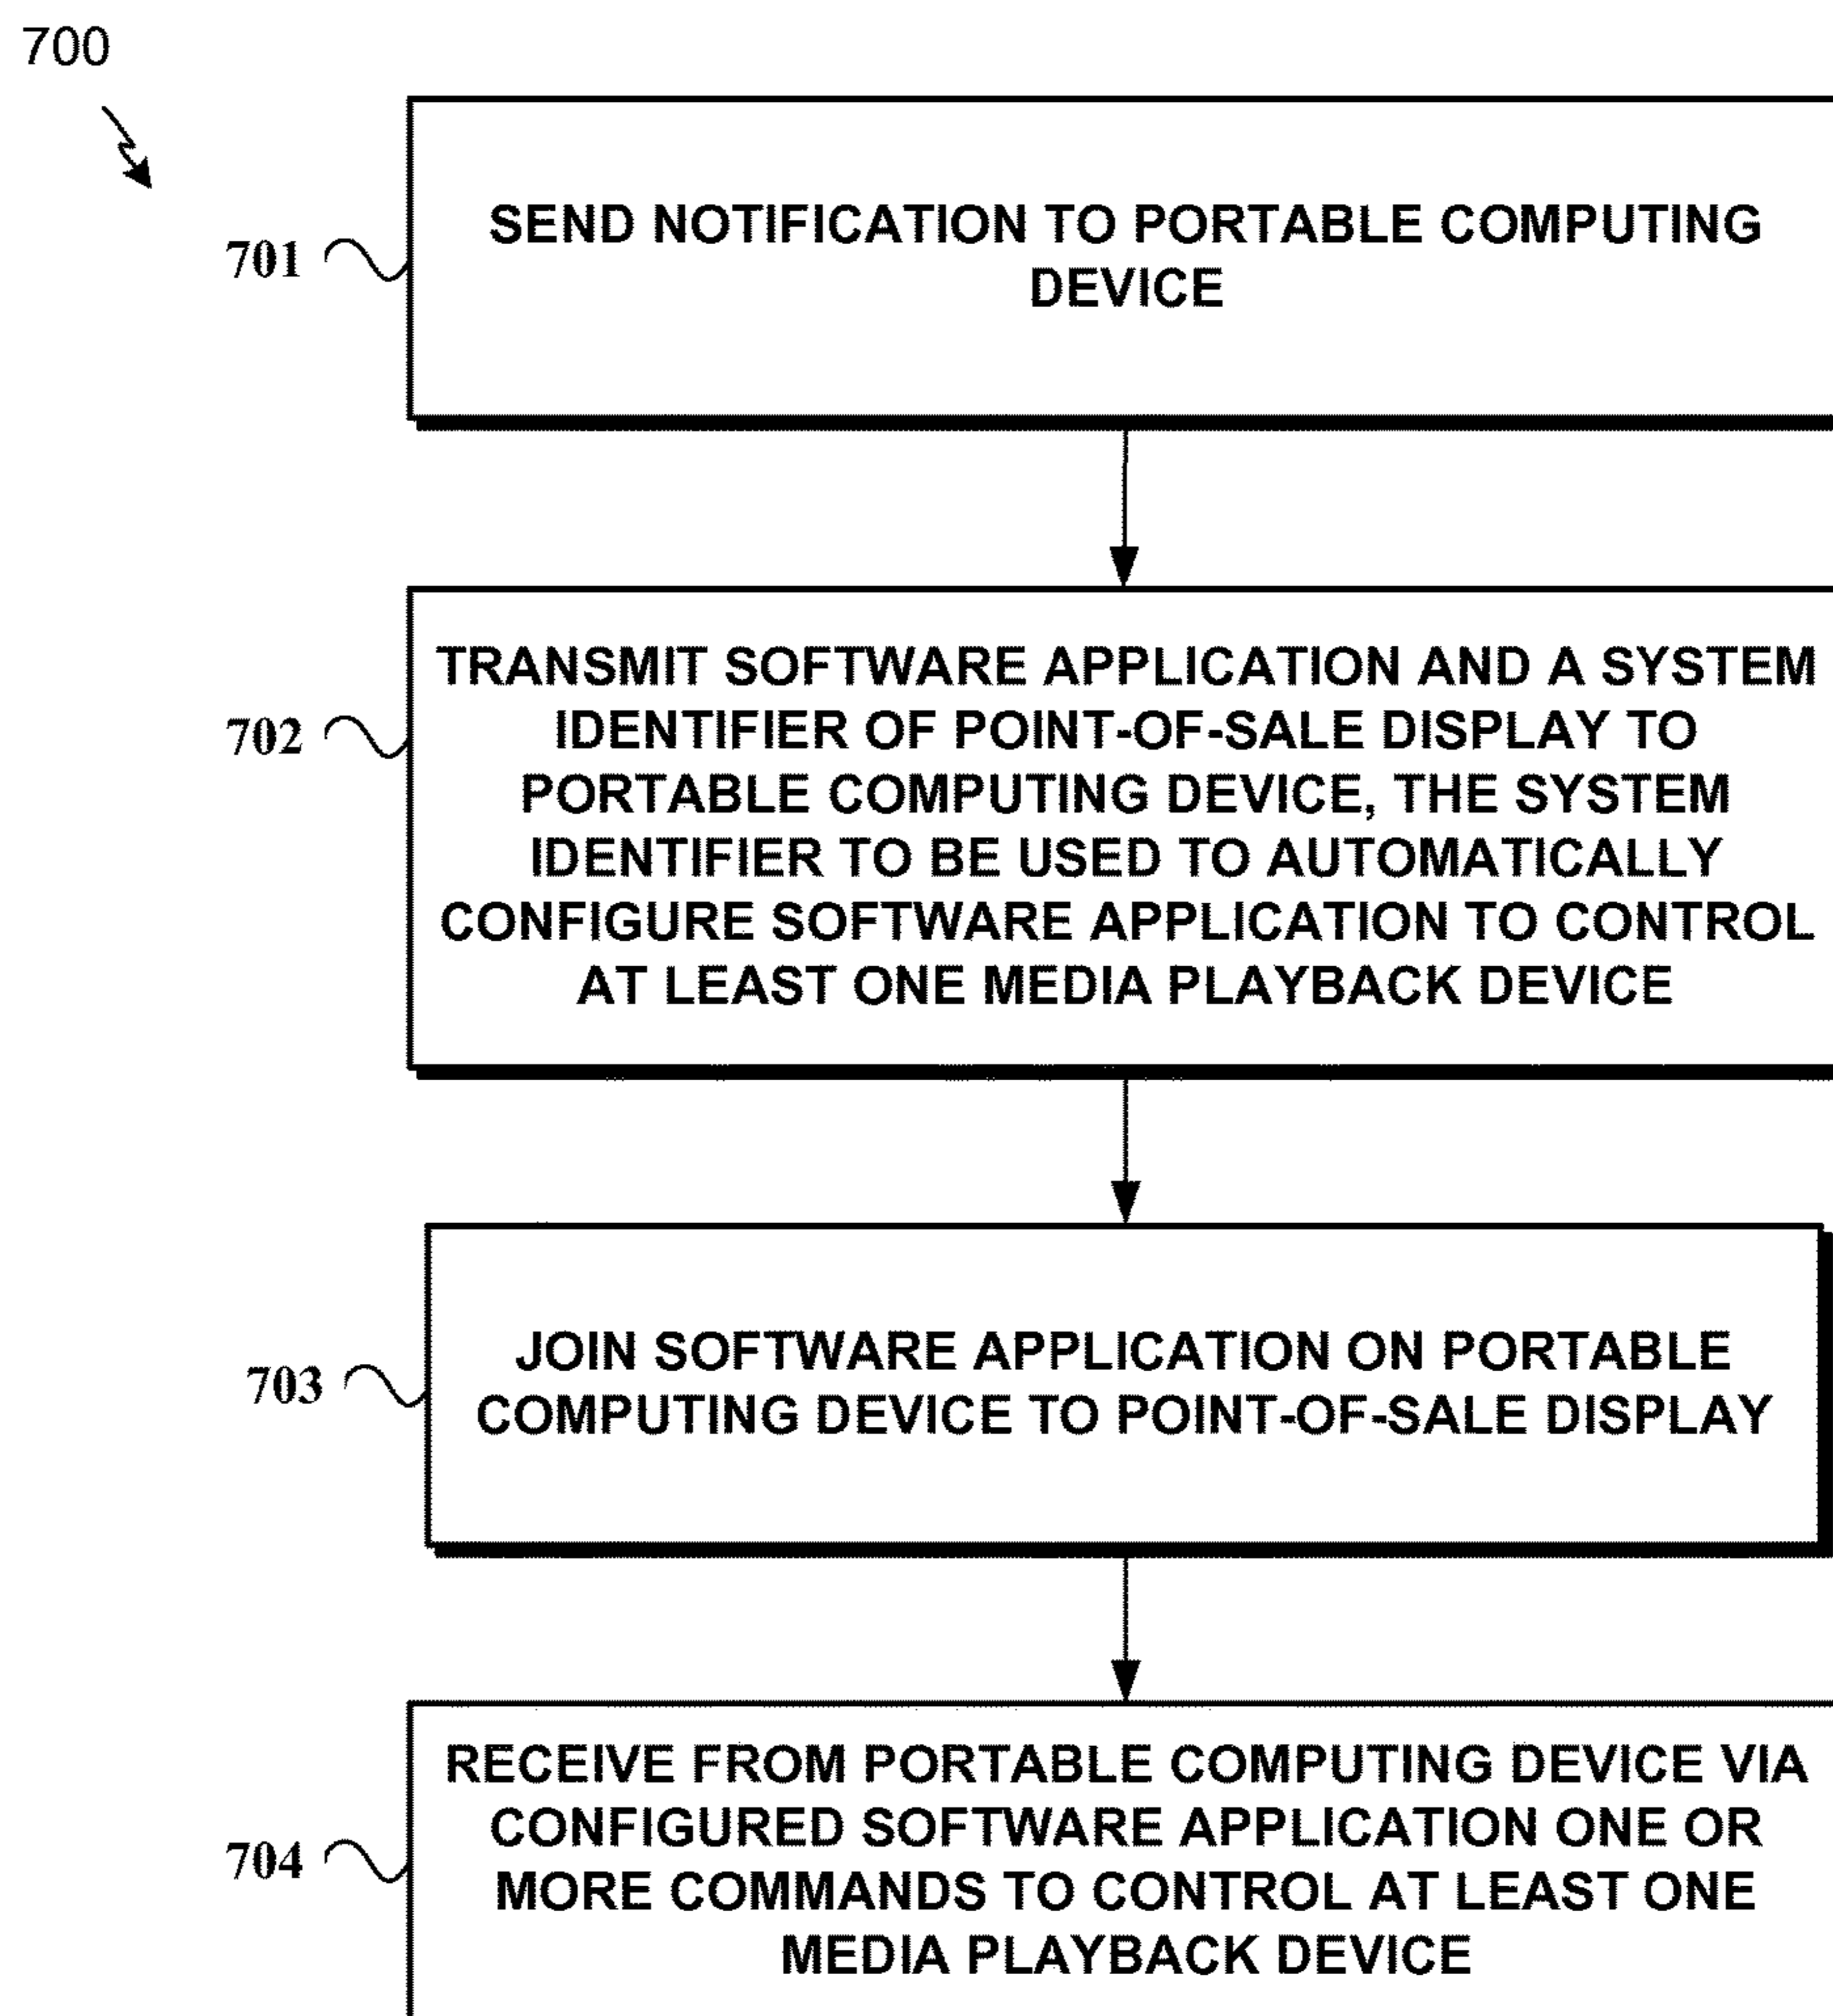 700
701
SEND NOTIFICATION TO PORTABLE COMPUTING
DEVICE
702
TRANSMIT SOFTWARE APPLICATION AND A SYSTEM
IDENTIFIER OF POINT-OF-SALE DISPLAY TO
PORTABLE COMPUTING DEVICE, THE SYSTEM
IDENTIFIER TO BE USED TO AUTOMATICALLY
CONFIGURE SOFTWARE APPLICATION TO CONTROL
AT LEAST ONE MEDIA PLAYBACK DEVICE
703
JOIN SOFTWARE APPLICATION ON PORTABLE
COMPUTING DEVICE TO POINT-OF-SALE DISPLAY
704
RECEIVE FROM PORTABLE COMPUTING DEVICE VIA
CONFIGURED SOFTWARE APPLICATION ONE OR
MORE COMMANDS TO CONTROL AT LEAST ONE
MEDIA PLAYBACK DEVICE